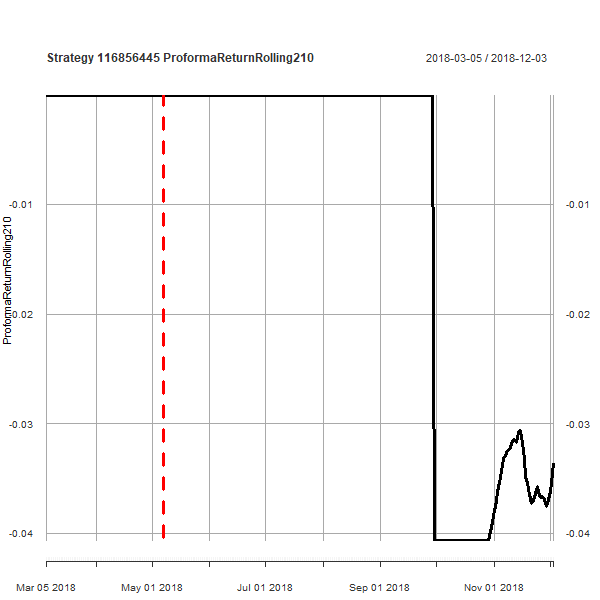 Strategy 116856445 ProformaReturnRolling210
2018-03-05 / 2018-12-03
ProformaReturnRolling210
-0.01
-0.02
-0.03
-0.04
-0.01
-0.02
-0.03
-0.04
Mar 05 2018
May 01 2018
Jul 01 2018
Sep 01 2018
Nov 01 2018